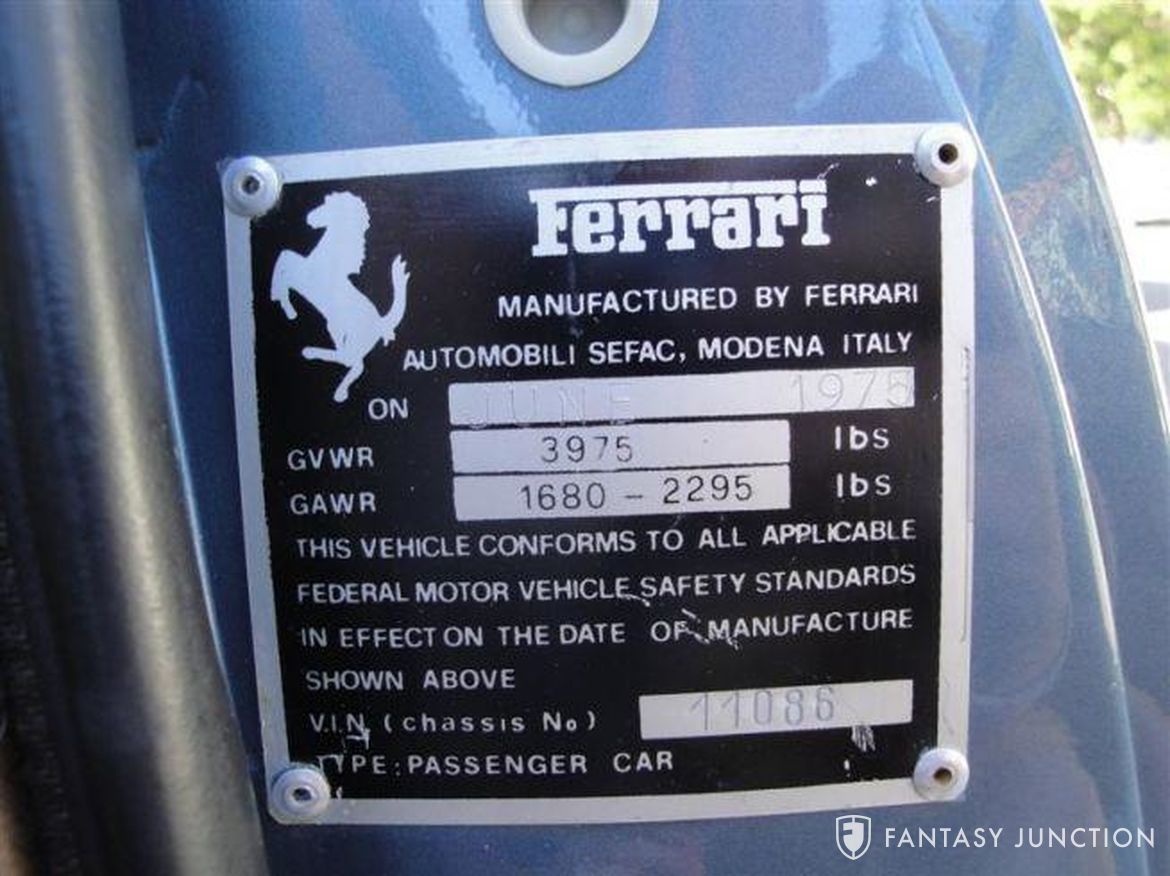 Ferrari
MANUFACTURED BY FERRARI
AUTOMOBILI SEFAC, MODENA ITALY
ON JUNE 1975
GVWR 3975 lbs
GAWR 1680 - 2295 lbs
THIS VEHICLE CONFORMS TO ALL APPLICABLE
FEDERAL MOTOR VEHICLE SAFETY STANDARDS
IN EFFECT ON THE DATE OF MANUFACTURE
SHOWN ABOVE
V.I.N (chassis No) 11086
TYPE: PASSENGER CAR
FANTASY JUNCTION